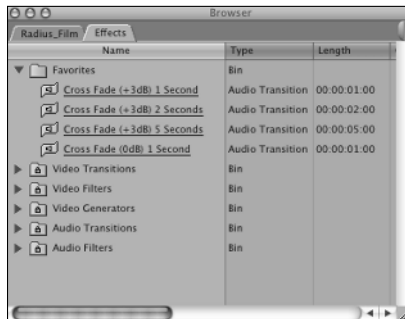 Browser
Radius_Film Effects
Name Type Length
Favorites Bin
Cross Fade (+3dB) 1 Second Audio Transition 00:00:01:00
Cross Fade (+3dB) 2 Seconds Audio Transition 00:00:02:00
Cross Fade (+3dB) 5 Seconds Audio Transition 00:00:05:00
Cross Fade (0dB) 1 Second Audio Transition 00:00:01:00
Video Transitions Bin
Video Filters Bin
Video Generators Bin
Audio Transitions Bin
Audio Filters Bin